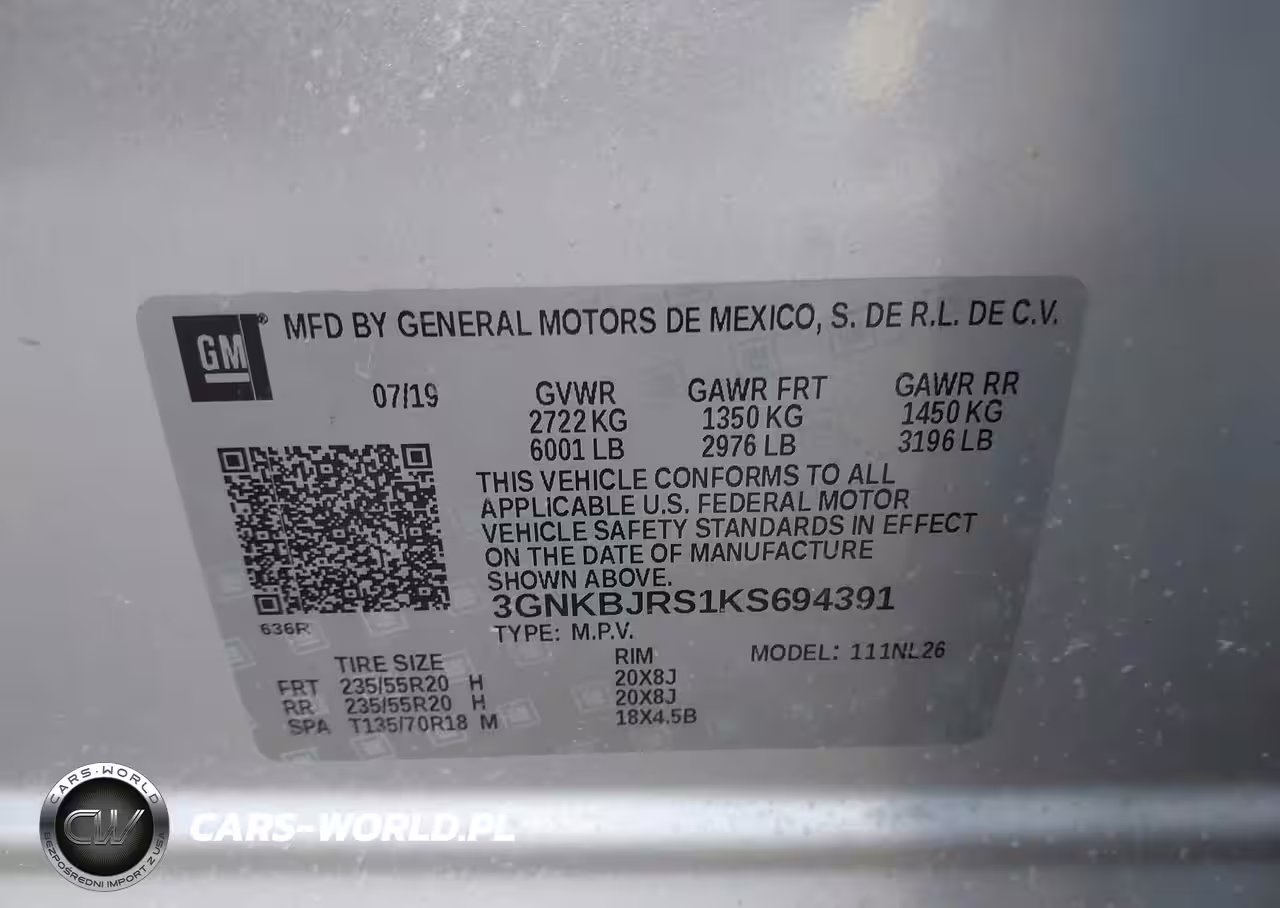 GM® MFD BY GENERAL MOTORS DE MEXICO, S. DE R.L. DE C.V.
07/19 GVWR GAWR FRT GAWR RR
2722 KG 1350 KG 1450 KG
6001 LB 2976 LB 3196 LB
THIS VEHICLE CONFORMS TO ALL
APPLICABLE U.S. FEDERAL MOTOR
VEHICLE SAFETY STANDARDS IN EFFECT
ON THE DATE OF MANUFACTURE
SHOWN ABOVE.
3GNKBJRS1KS694391
636R
TYPE: M.P.V. MODEL: 111NL26
TIRE SIZE RIM
FRT 235/55R20 H 20X8J
RR 235/55R20 H 20X8J
SPA T135/70R18 M 18X4.5B
CARS-WORLD
CW
BEZPOŚREDNI IMPORT Z USA
CARS-WORLD.PL